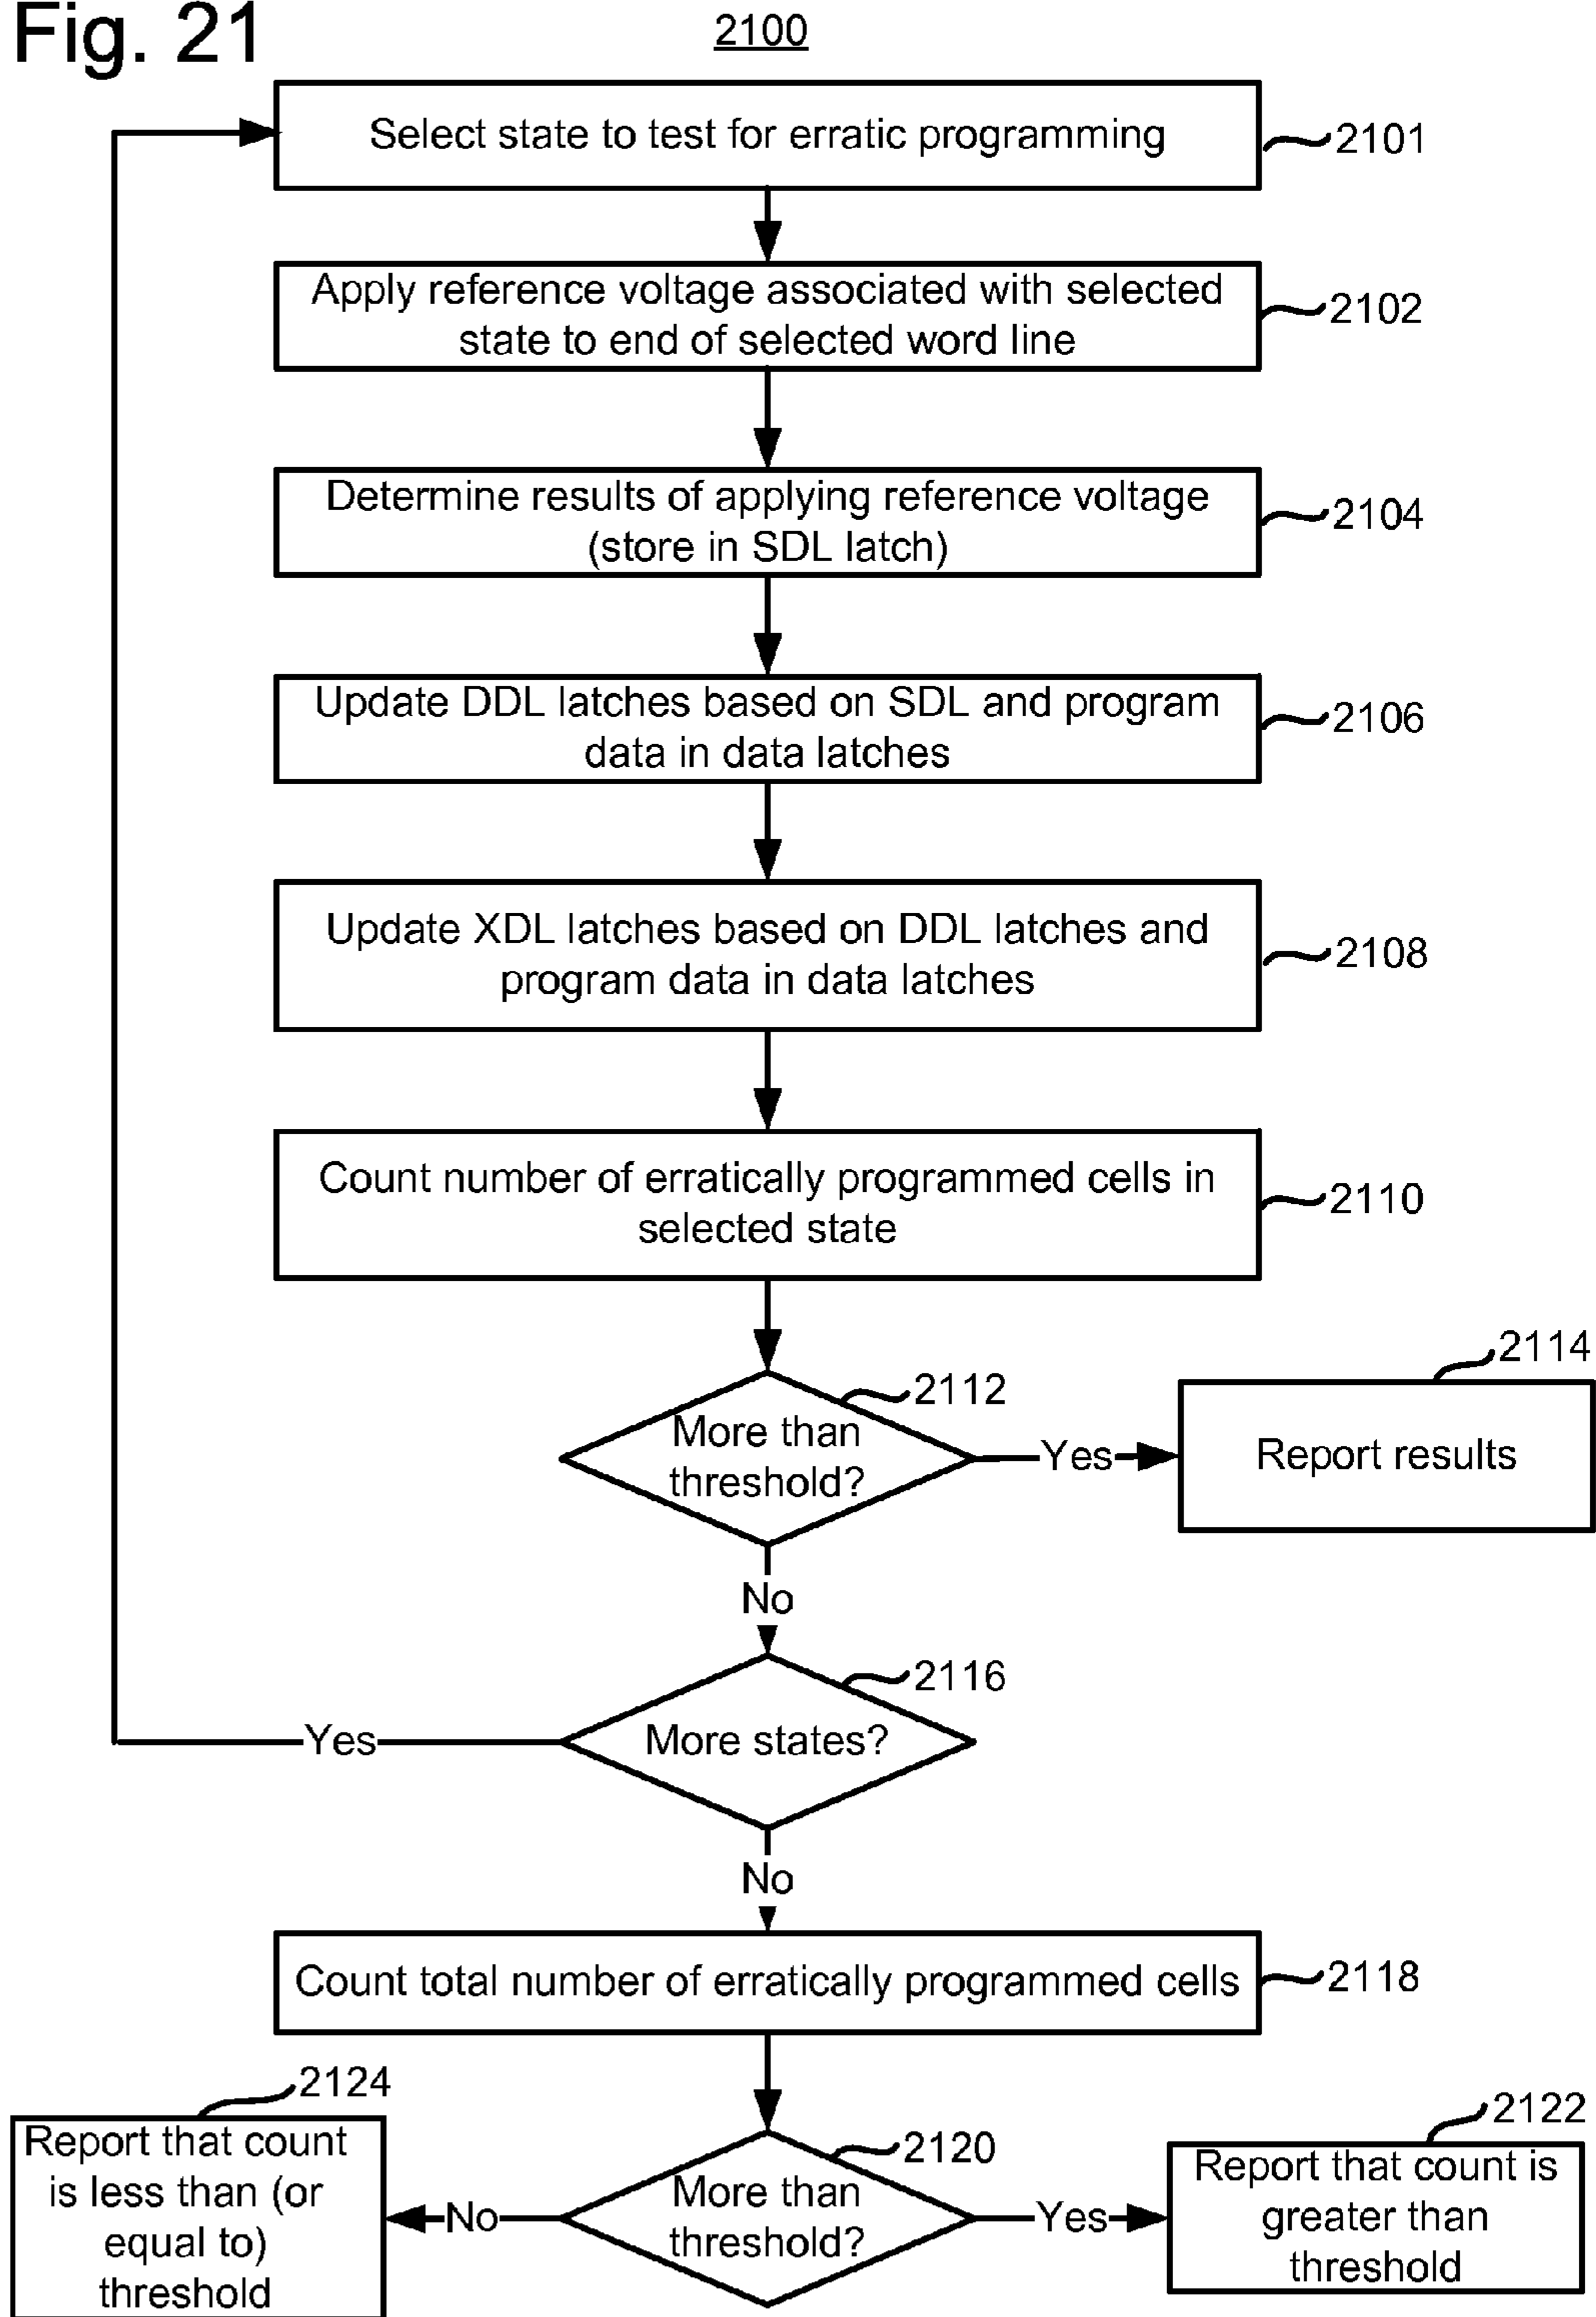 Fig. 21
2100
Select state to test for erratic programming
2101
Apply reference voltage associated with selected
state to end of selected word line
2102
Determine results of applying reference voltage
(store in SDL latch)
2104
Update DDL latches based on SDL and program
data in data latches
2106
Update XDL latches based on DDL latches and
program data in data latches
2108
Count number of erratically programmed cells in
selected state
2110
2112
More than
threshold?
Yes
2114
Report results
No
2116
More states?
Yes
No
Count total number of erratically programmed cells
2118
2120
More than
threshold?
No
2124
Report that count
is less than (or
equal to)
threshold
Yes
2122
Report that count is
greater than
threshold